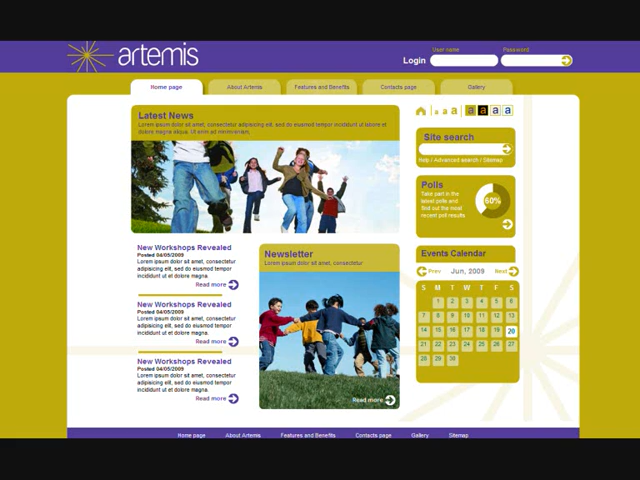 artemis
User name
Password
Login
Home page
About Artemis
Features and Benefits
Contacts page
Gallery
Latest News
Lorem ipsum dolor sit amet, consectetur adipisicing elit, sed do eiusmod tempor incididunt ut labore et dolore magna aliqua. Ut enim ad minimveniam,
a a a a a a a
Site search
Help / Advanced search / Sitemap
Polls
Take part in the
latest polls and
find out the most
recent poll results
60%
New Workshops Revealed
Posted 04/05/2009
Lorem ipsum dolor sit amet, consectetur
adipisicing elit, sed do eiusmod tempor
incididunt ut labore et dolore magna
Read more
New Workshops Revealed
Posted 04/05/2009
Lorem ipsum dolor sit amet, consectetur
adipisicing elit, sed do eiusmod tempor
incididunt ut labore et dolore magna
Read more
New Workshops Revealed
Posted 04/05/2009
Lorem ipsum dolor sit amet, consectetur
adipisicing elit, sed do eiusmod tempor
incididunt ut labore et dolore magna
Read more
Newsletter
Lorem ipsum dolor sit amet, consectetur
Read more
Events Calendar
Prev Jun, 2009 Next
S M T W T F S
1 2 3 4 5 6
7 8 9 10 11 12 13
14 15 16 17 18 19 20
21 22 23 24 25 26 27
28 29 30
Home page About Artemis Features and Benefits Contacts page Gallery Sitemap